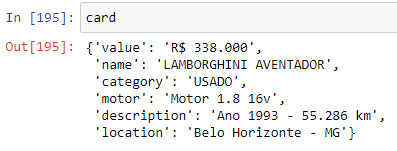 In [195]: card
Out[195]: {'value': 'R$ 338.000',
'name': 'LAMBORGHINI AVENTADOR',
'category': 'USADO',
'motor': 'Motor 1.8 16v',
'description': 'Ano 1993 - 55.286 km',
'location': 'Belo Horizonte - MG'}